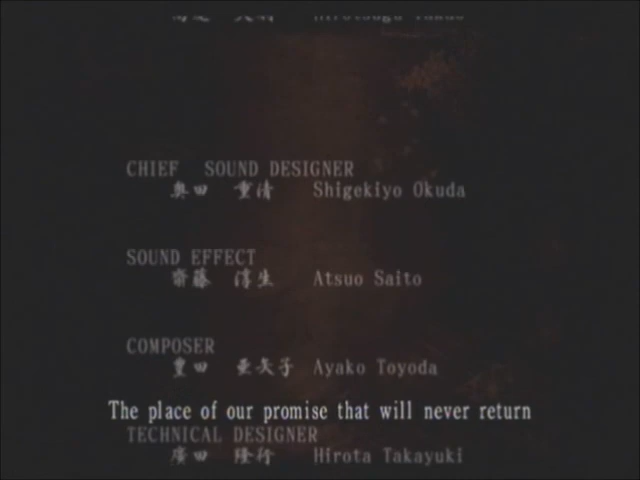 CHIEF SOUND DESIGNER
奥田 重清 Shigekiyo Okuda
SOUND EFFECT
齋藤 淳生 Atsuo Saito
COMPOSER
豊田 亜矢子 Ayako Toyoda
The place of our promise that will never return
TECHNICAL DESIGNER
廣田 隆行 Hirota Takayuki